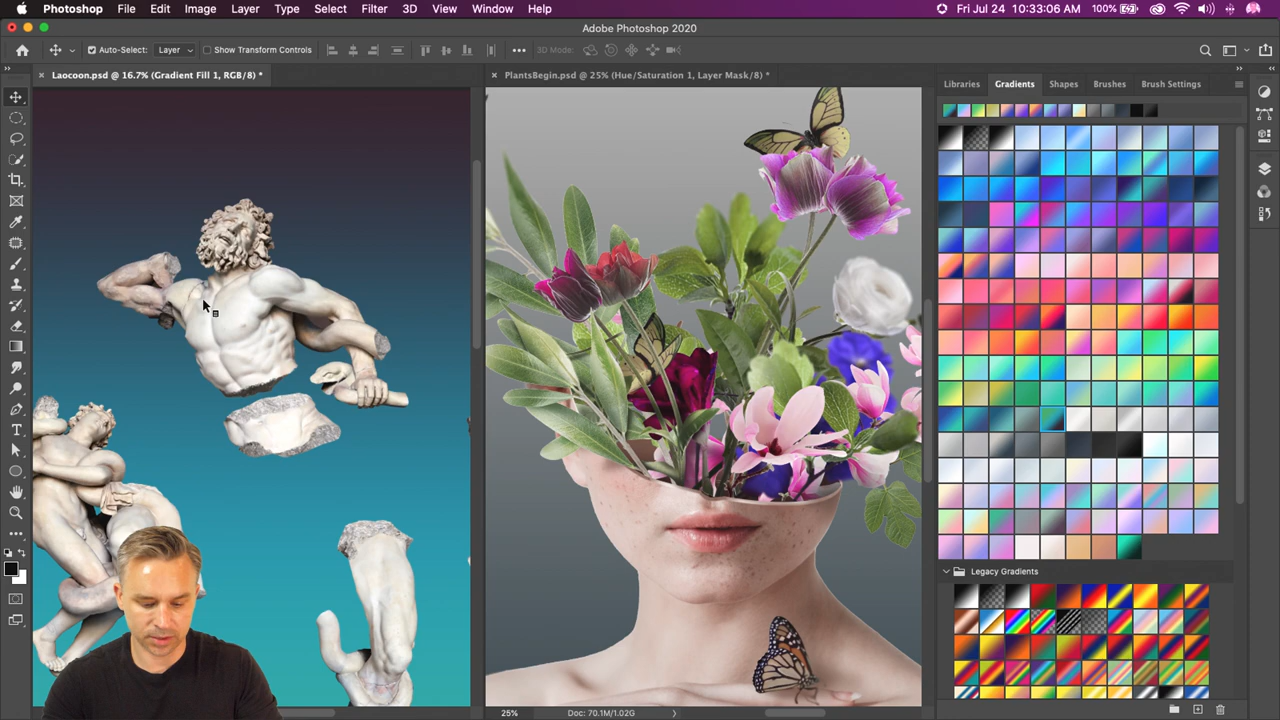 Photoshop File Edit Image Layer Type Select Filter 3D View Window Help 100% Fri Jul 24 10:33:06 AM
Adobe Photoshop 2020
Auto-Select: Layer Show Transform Controls 3D Mode:
× Laocoon.psd @ 16.7% (Gradient Fill 1, RGB/8) *
× PlantsBegin.psd @ 25% (Hue/Saturation 1, Layer Mask/8) *
Libraries Gradients Shapes Brushes Brush Settings
Legacy Gradients
25% Doc: 70.1M/1.02G